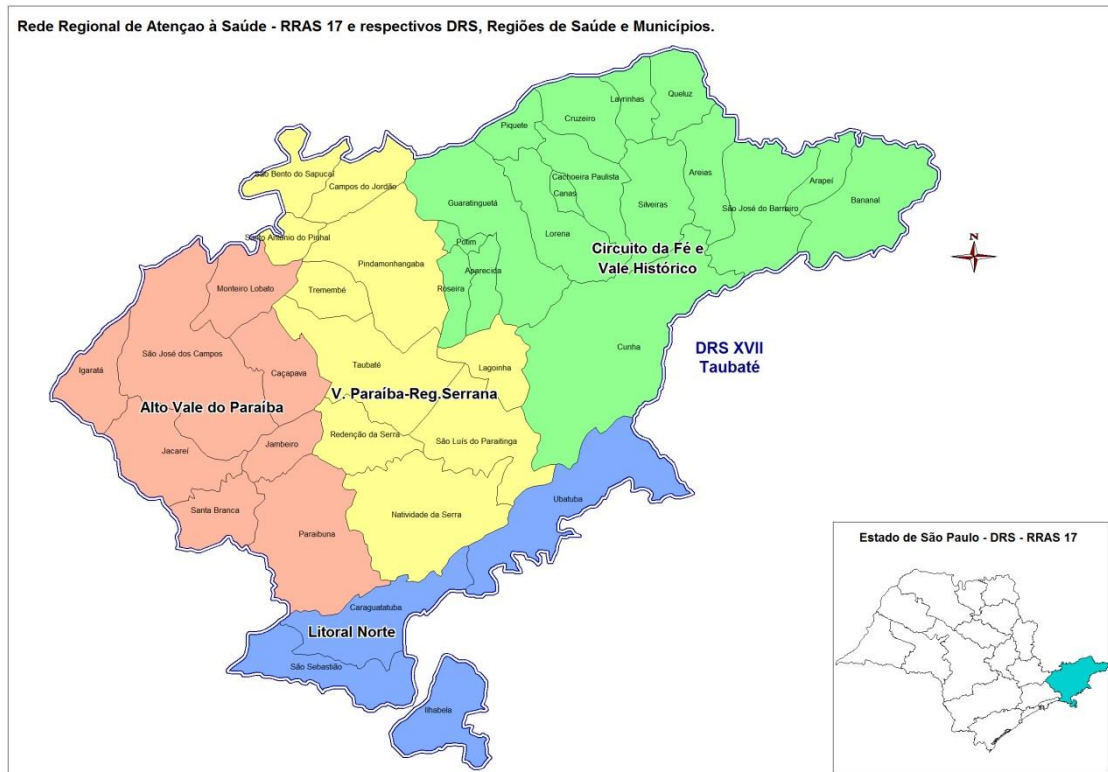 Rede Regional de Atençao à Saúde - RRAS 17 e respectivos DRS, Regiões de Saúde e Municípios.
Lavrinhas
Queluz
Piquete
Cruzeiro
São Bento do Sapucaí
Campos do Jordão
Cachoeira Paulista
Canas
Areias
Arapeí
Bananal
Guaratinguetá
Silveiras
São José do Barreiro
Santo Antônio do Pinhal
Potim
Lorena
Circuito da Fé e
Vale Histórico
N
Pindamonhangaba
Aparecida
Monteiro Lobato
Tremembé
Roseira
Cunha
DRS XVII
Taubaté
São José dos Campos
Igaratá
Caçapava
Taubaté
Lagoinha
V. Paraíba-Reg.Serrana
Alto Vale do Paraíba
Redenção da Serra
São Luís do Paraitinga
Jacareí
Jambeiro
Ubatuba
Santa Branca
Natividade da Serra
Paraibuna
Estado de São Paulo - DRS - RRAS 17
Caraguatatuba
Litoral Norte
São Sebastião
Ilhabela